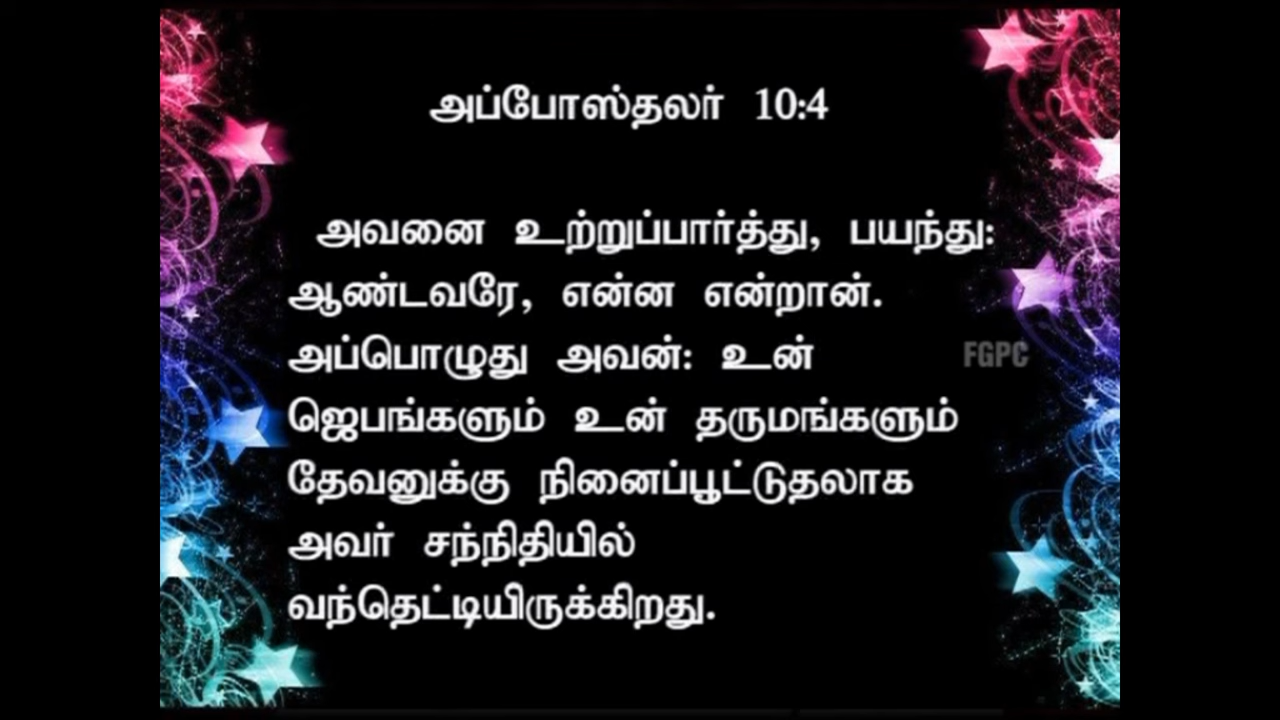 அப்போஸ்தலர் 10:4
அவனை உற்றுப்பார்த்து, பயந்து:
ஆண்டவரே, என்ன என்றான்.
அப்பொழுது அவன்: உன்
FGPC
ஜெபங்களும் உன் தருமங்களும்
தேவனுக்கு நினைப்பூட்டுதலாக
அவர் சந்நிதியில்
வந்தெட்டியிருக்கிறது.